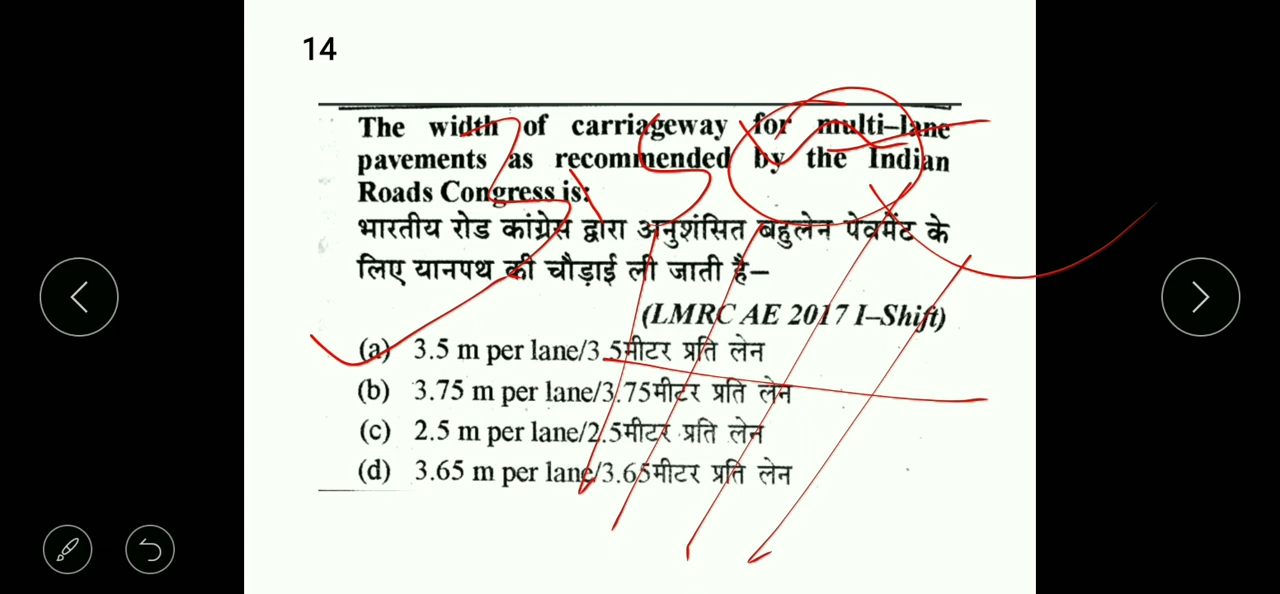 14
The width of carriageway for multi–lane
pavements as recommended by the Indian
Roads Congress is:
भारतीय रोड कांग्रेस द्वारा अनुशंसित बहुलेन पेवमेंट के
लिए यानपथ की चौड़ाई ली जाती है–
(LMRC AE 2017 I–Shift)
(a) 3.5 m per lane/3.5मीटर प्रति लेन
(b) 3.75 m per lane/3.75मीटर प्रति लेन
(c) 2.5 m per lane/2.5मीटर प्रति लेन
(d) 3.65 m per lane/3.65मीटर प्रति लेन